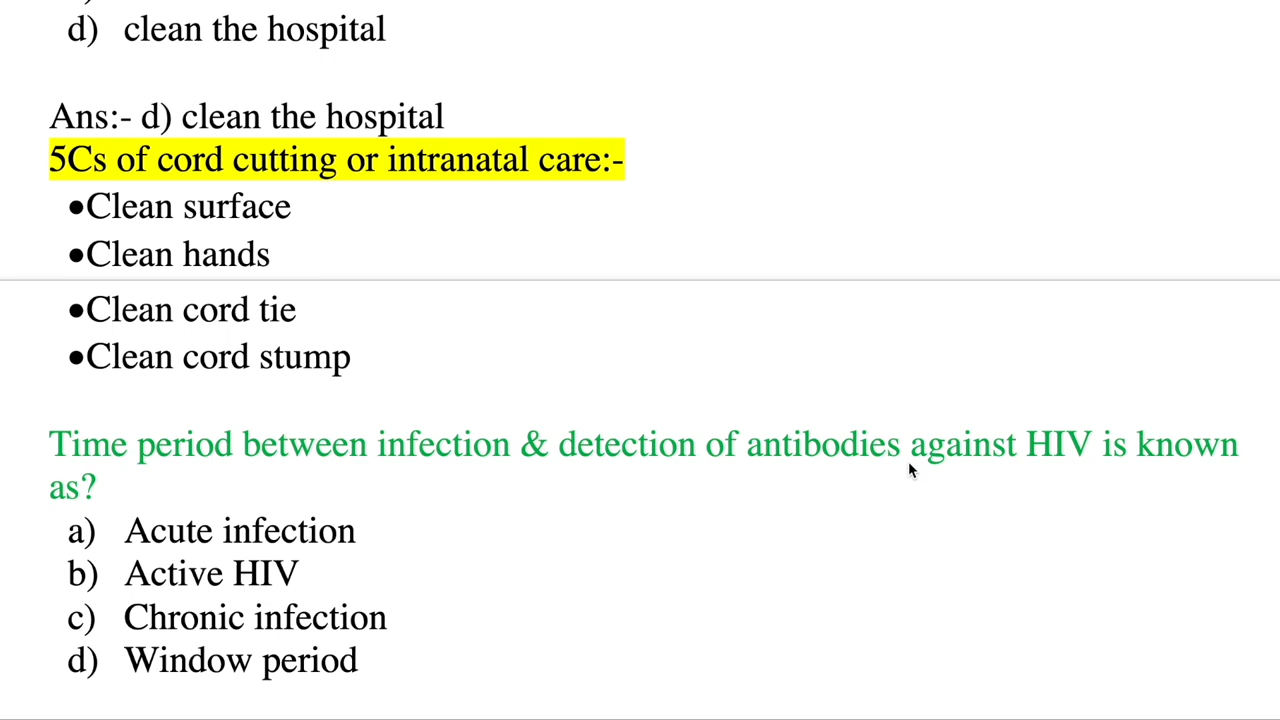 d) clean the hospital
Ans:- d) clean the hospital
5Cs of cord cutting or intranatal care:-
•Clean surface
•Clean hands
•Clean cord tie
•Clean cord stump
Time period between infection & detection of antibodies against HIV is known
as?
a) Acute infection
b) Active HIV
c) Chronic infection
d) Window period